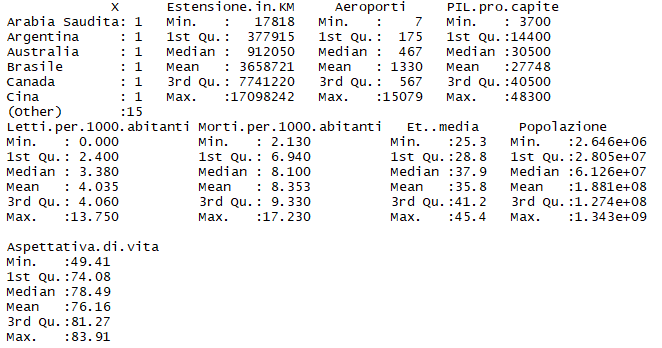 X      Estensione.in.KM     Aeroporti     PIL.pro.capite
Arabia Saudita: 1   Min.   :   17818   Min.   :    7   Min.   : 3700
Argentina     : 1   1st Qu.:  377915   1st Qu.:  175   1st Qu.:14400
Australia     : 1   Median :  912050   Median :  467   Median :30500
Brasile       : 1   Mean   : 3658721   Mean   : 1330   Mean   :27748
Canada        : 1   3rd Qu.: 7741220   3rd Qu.:  567   3rd Qu.:40500
Cina          : 1   Max.   :17098242   Max.   :15079   Max.   :48300
(Other)       :15
Letti.per.1000.abitanti Morti.per.1000.abitanti   Et..media     Popolazione
Min.   : 0.000          Min.   : 2.130          Min.   :25.3   Min.   :2.646e+06
1st Qu.: 2.400          1st Qu.: 6.940          1st Qu.:28.8   1st Qu.:2.805e+07
Median : 3.380          Median : 8.100          Median :37.9   Median :6.126e+07
Mean   : 4.035          Mean   : 8.353          Mean   :35.8   Mean   :1.881e+08
3rd Qu.: 4.060          3rd Qu.: 9.330          3rd Qu.:41.2   3rd Qu.:1.274e+08
Max.   :13.750          Max.   :17.230          Max.   :45.4   Max.   :1.343e+09
Aspettativa.di.vita
Min.   :49.41
1st Qu.:74.08
Median :78.49
Mean   :76.16
3rd Qu.:81.27
Max.   :83.91